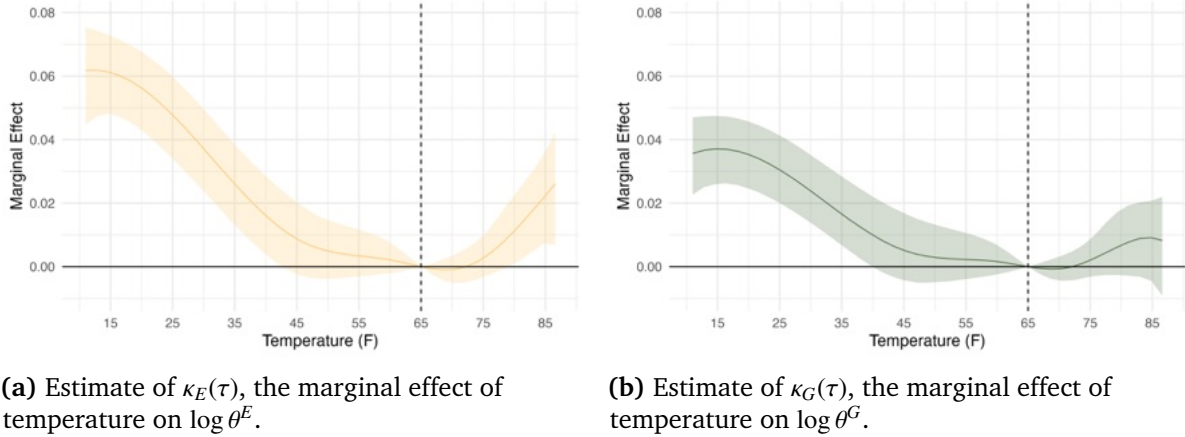 0.08
0.06
0.04
0.02
0.00
Marginal Effect
15 25 35 45 55 65 75 85
Temperature (F)
0.08
0.06
0.04
0.02
0.00
Marginal Effect
15 25 35 45 55 65 75 85
Temperature (F)
(a) Estimate of κ_E(τ), the marginal effect of
temperature on log θ^E.
(b) Estimate of κ_G(τ), the marginal effect of
temperature on log θ^G.